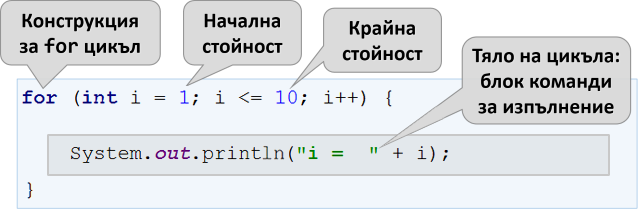 Конструкция
за for цикъл
Начална
стойност
Крайна
стойност
Тяло на цикъла:
блок команди
за изпълнение
for (int i = 1; i <= 10; i++) {
System.out.println("i =  " + i);
}